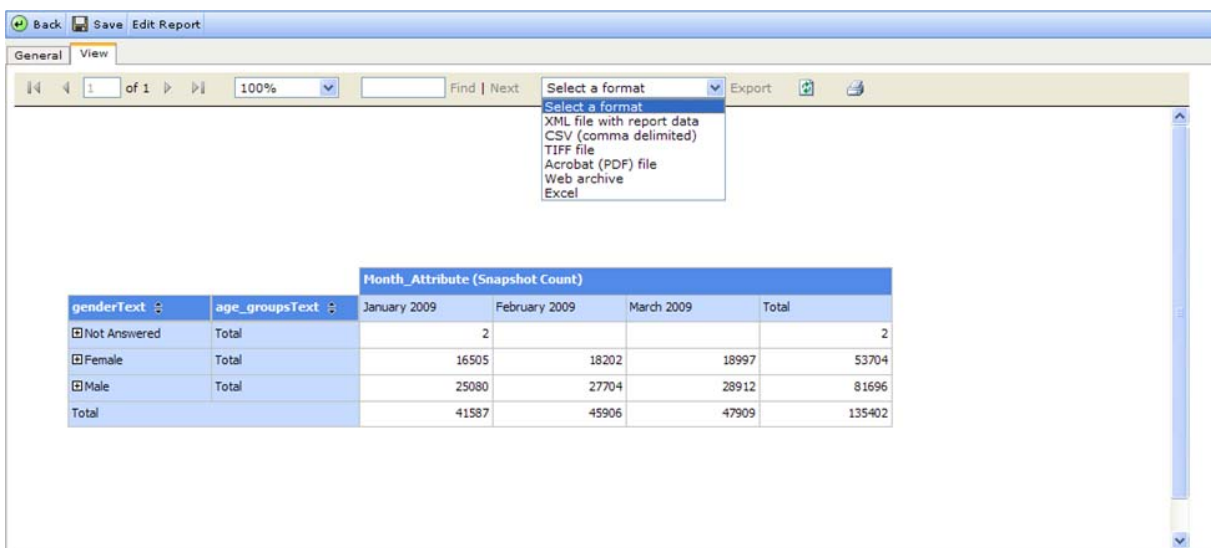 Back Save Edit Report
General View
1 of 1 100% Find | Next Select a format Export
Select a format
XML file with report data
CSV (comma delimited)
TIFF file
Acrobat (PDF) file
Web archive
Excel
Month_Attribute (Snapshot Count)
genderText age_groupsText January 2009 February 2009 March 2009 Total
Not Answered Total 2 2
Female Total 16505 18202 18997 53704
Male Total 25080 27704 28912 81696
Total 41587 45906 47909 135402